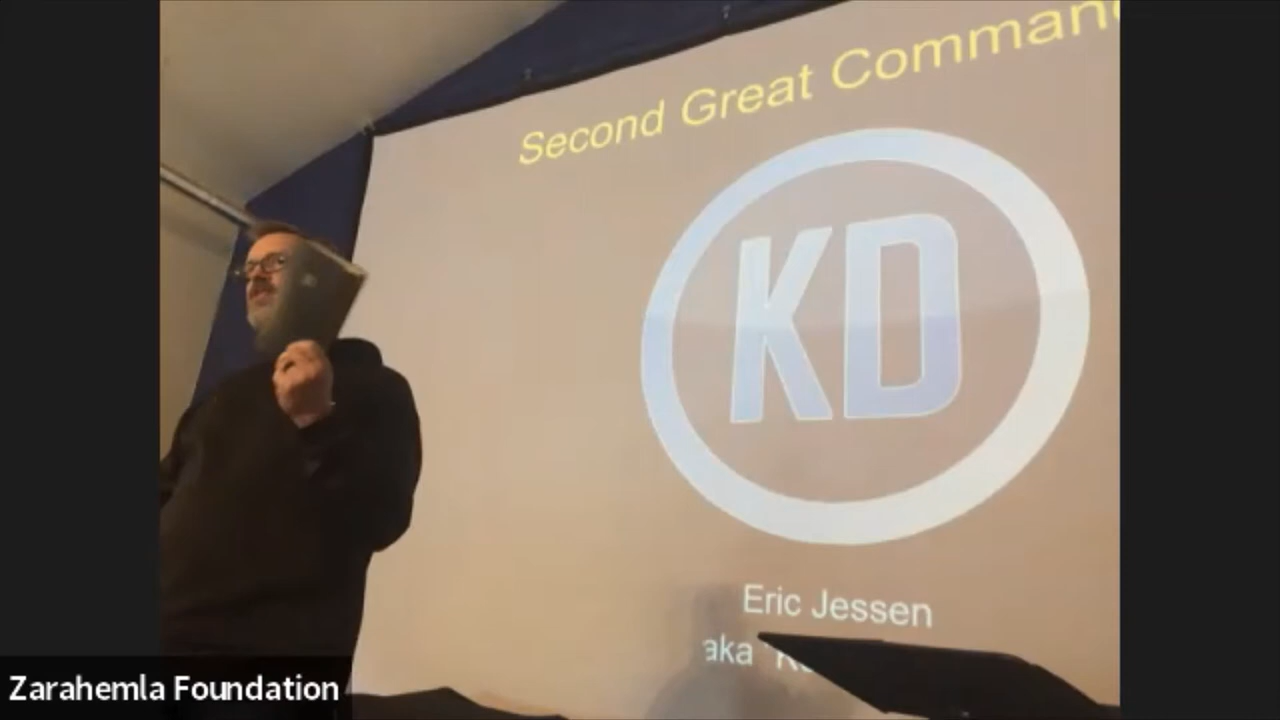 Second Great Comman
KD
Eric Jessen
aka
Zarahemla Foundation